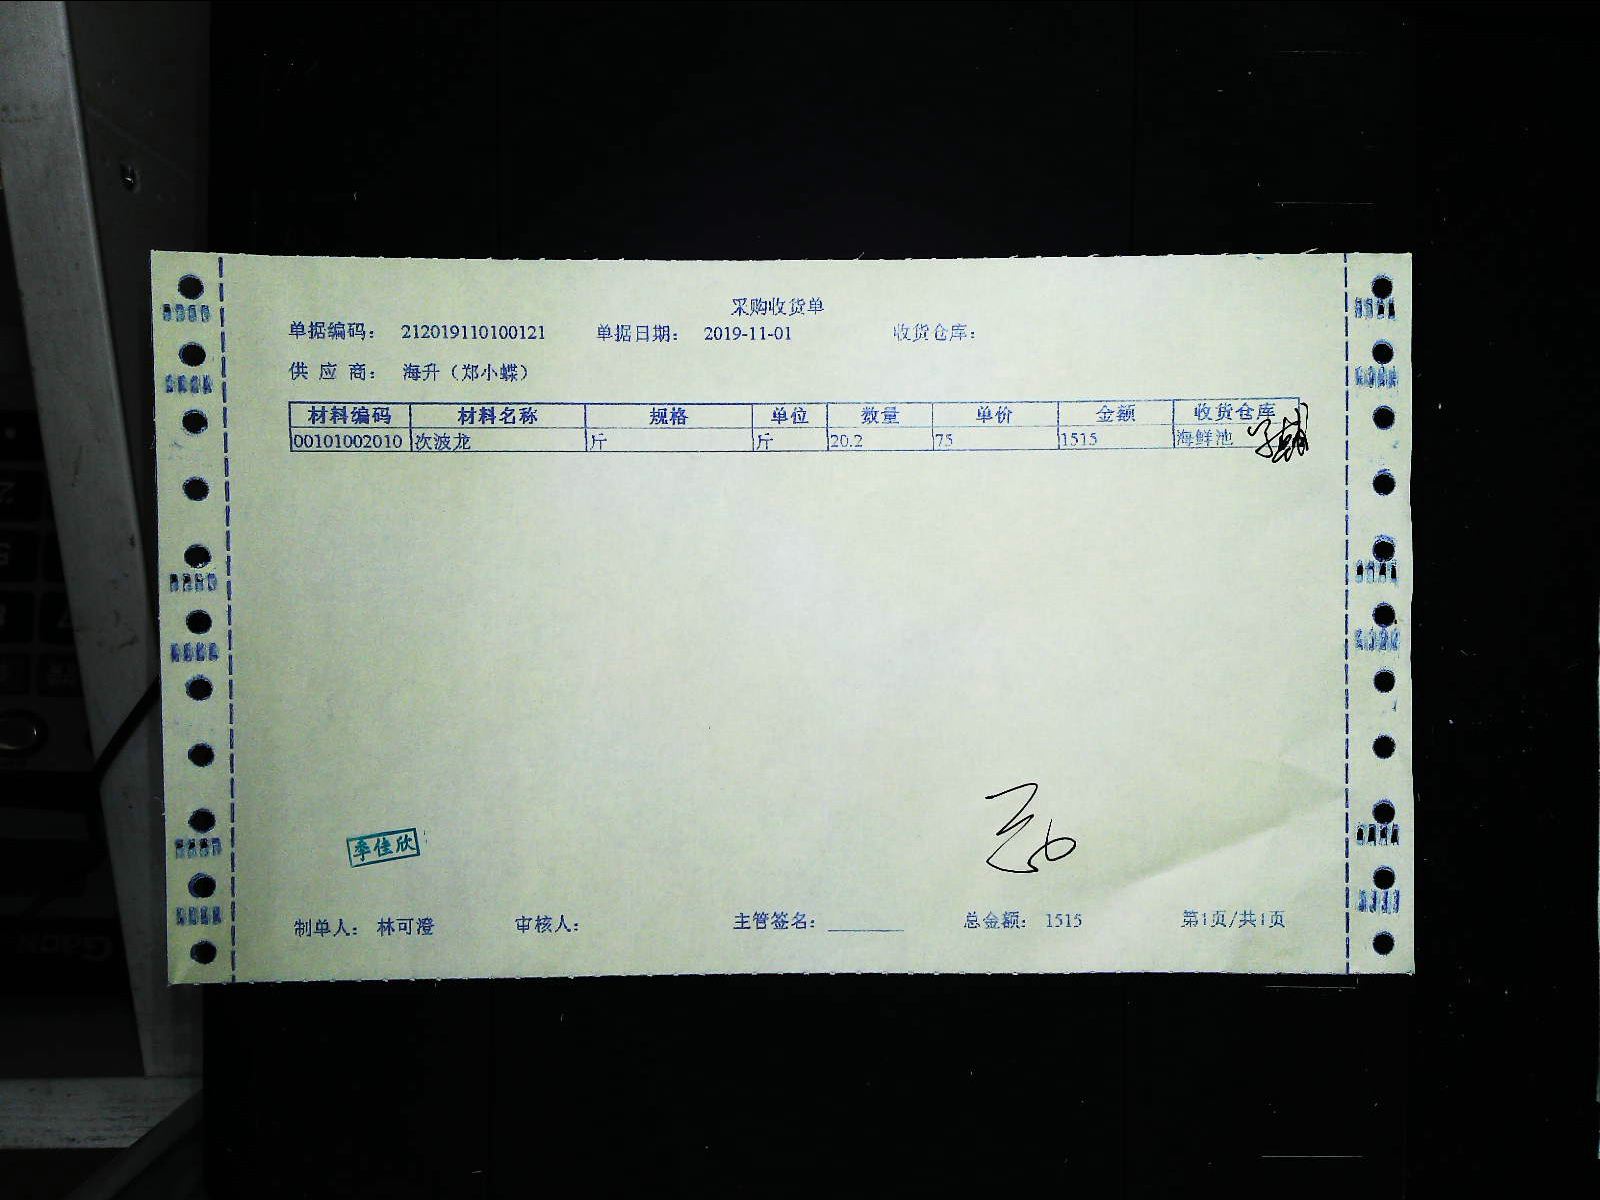 采购收货单
单据编码： 212019110100121 单据日期： 2019-11-01 收货仓库：
供 应 商： 海升（郑小蝶）
材料编码 材料名称 规格 单位 数量 单价 金额 收货仓库
00101002010 次波龙 斤 斤 20.2 75 1515 海鲜池
季佳欣
制单人： 林可澄 审核人： 主管签名： 总金额： 1515 第1页/共1页